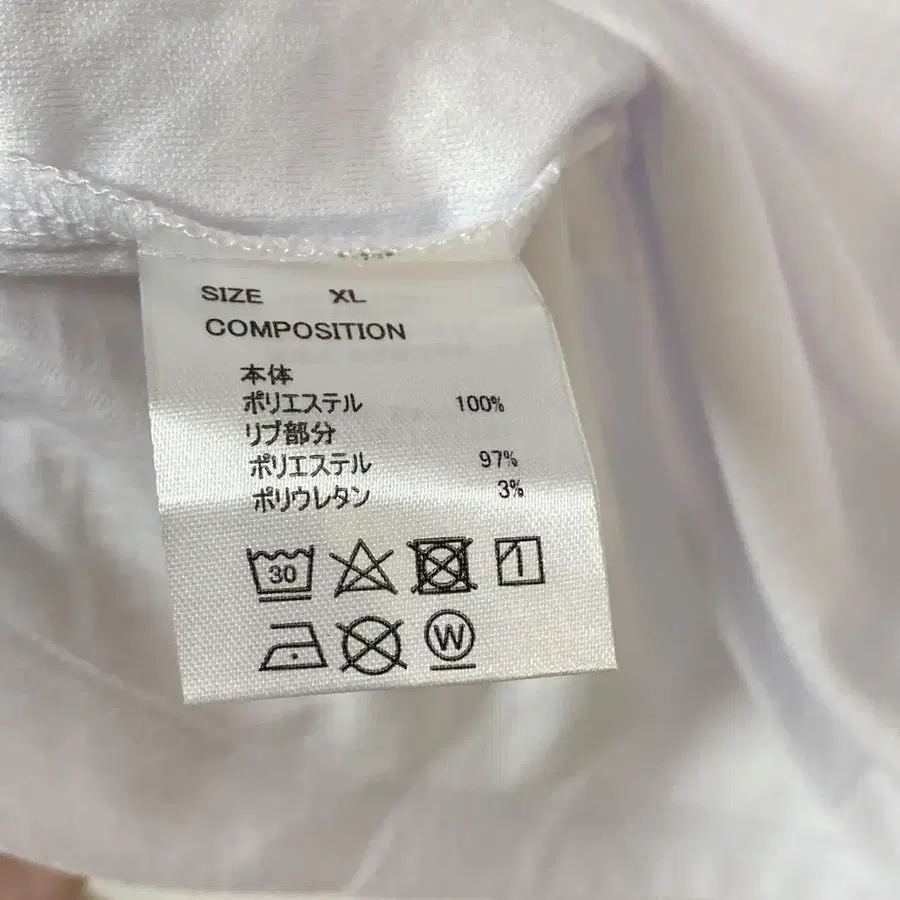 SIZE XL
COMPOSITION
本体
ポリエステル 100%
リブ部分
ポリエステル 97%
ポリウレタン 3%
30
W